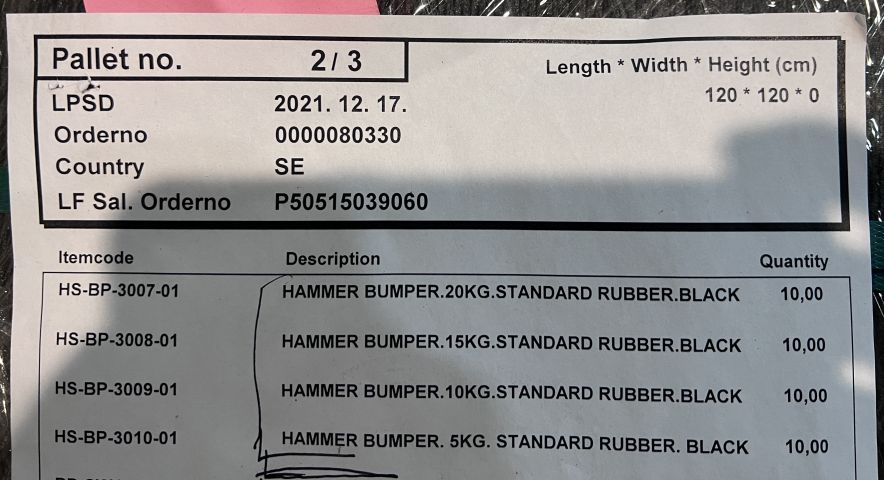 Pallet no. 2 / 3
Length * Width * Height (cm)
120 * 120 * 0
LPSD 2021. 12. 17.
Orderno 0000080330
Country SE
LF Sal. Orderno P50515039060
Itemcode Description Quantity
HS-BP-3007-01 HAMMER BUMPER.20KG.STANDARD RUBBER.BLACK 10,00
HS-BP-3008-01 HAMMER BUMPER.15KG.STANDARD RUBBER.BLACK 10,00
HS-BP-3009-01 HAMMER BUMPER.10KG.STANDARD RUBBER.BLACK 10,00
HS-BP-3010-01 HAMMER BUMPER. 5KG. STANDARD RUBBER. BLACK 10,00